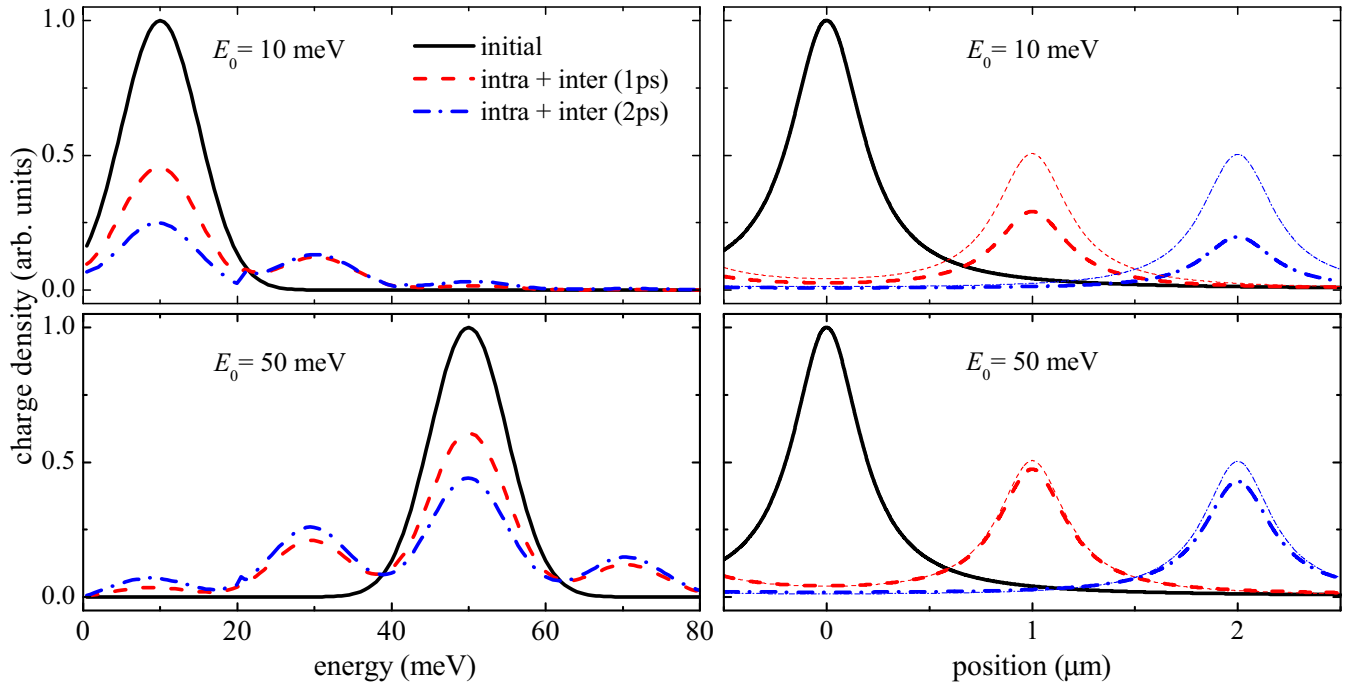 E0= 10 meV
initial
intra + inter (1ps)
intra + inter (2ps)
E0= 10 meV
1.0
0.5
0.0
E0= 50 meV
E0= 50 meV
1.0
0.5
0.0
charge density (arb. units)
0 20 40 60 80
0 1 2
energy (meV)
position (μm)